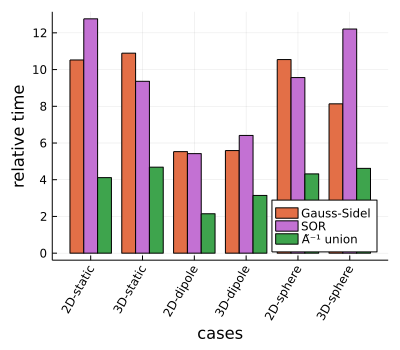 12
10
8
6
4
2
0
relative time
Gauss-Sidel
SOR
Ã⁻¹ union
2D-static
3D-static
2D-dipole
3D-dipole
2D-sphere
3D-sphere
cases